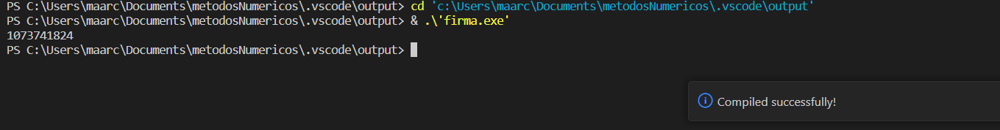 PS C:\Users\maarc\Documents\metodosNumericos\.vscode\output> cd 'c:\Users\maarc\Documents\metodosNumericos\.vscode\output'
PS C:\Users\maarc\Documents\metodosNumericos\.vscode\output> & .\'firma.exe'
1073741824
PS C:\Users\maarc\Documents\metodosNumericos\.vscode\output>
Compiled successfully!